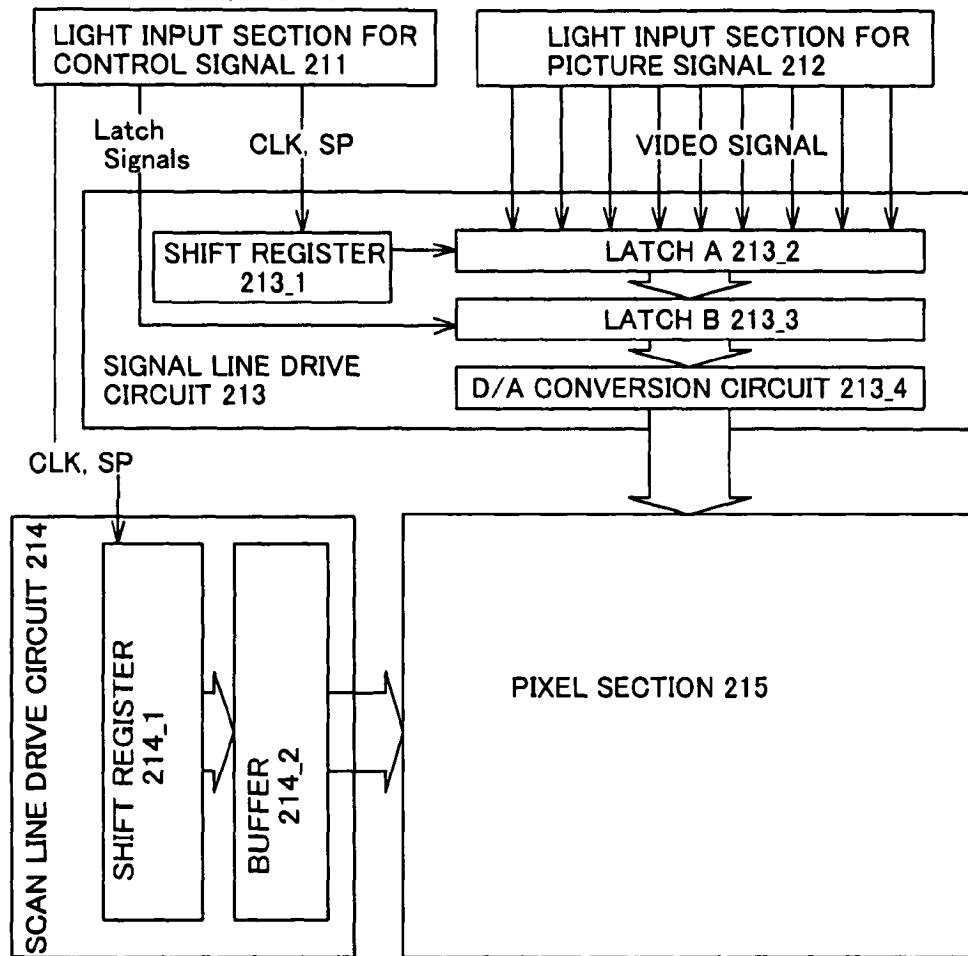 LIGHT INPUT SECTION FOR
CONTROL SIGNAL 211
LIGHT INPUT SECTION FOR
PICTURE SIGNAL 212
Latch
Signals
CLK, SP
VIDEO SIGNAL
SHIFT REGISTER
213_1
LATCH A 213_2
LATCH B 213_3
SIGNAL LINE DRIVE
CIRCUIT 213
D/A CONVERSION CIRCUIT 213_4
CLK, SP
SCAN LINE DRIVE CIRCUIT 214
SHIFT REGISTER
214_1
BUFFER
214_2
PIXEL SECTION 215